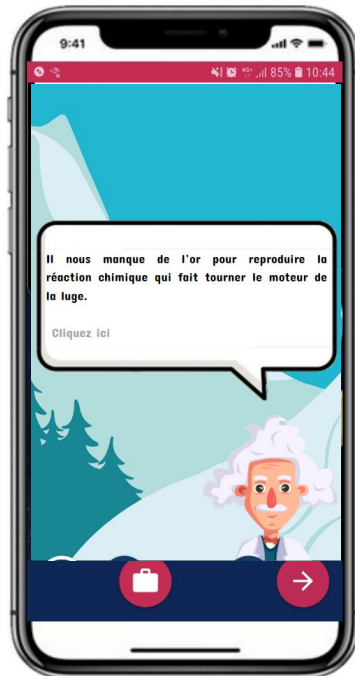 9:41
4G+ 85% 10:44
Il nous manque de l'or pour reproduire la
réaction chimique qui fait tourner le moteur de
la luge.
Cliquez ici